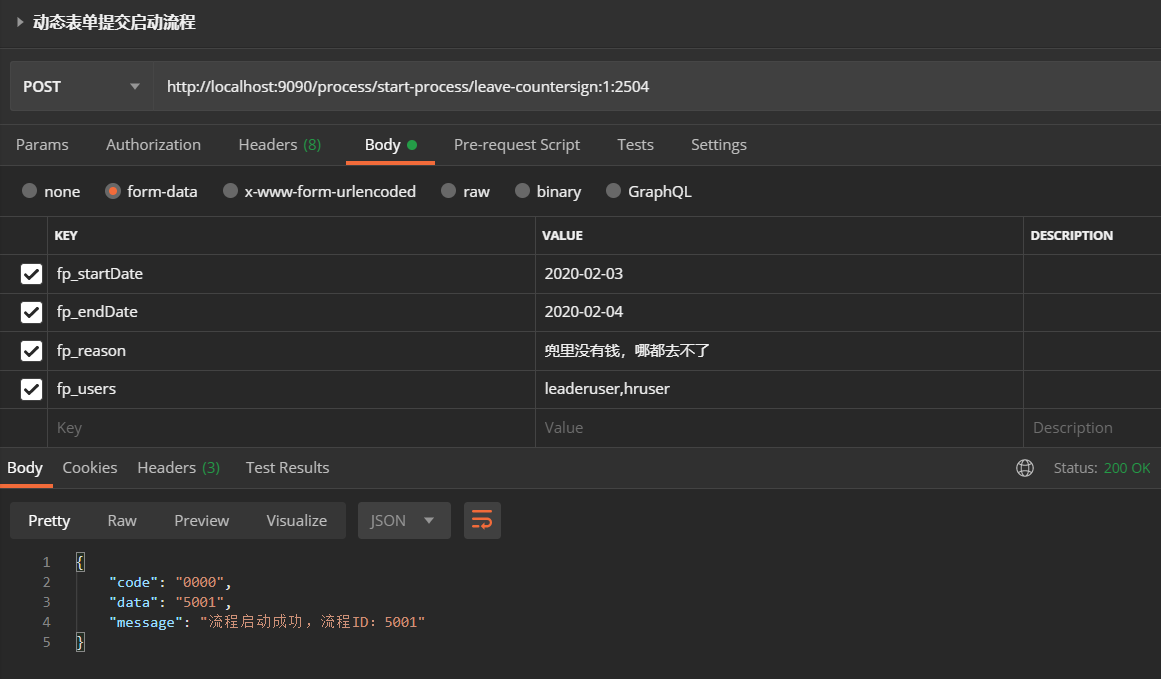 动态表单提交启动流程
POST http://localhost:9090/process/start-process/leave-countersign:1:2504
Params Authorization Headers (8) Body Pre-request Script Tests Settings
none form-data x-www-form-urlencoded raw binary GraphQL
KEY VALUE DESCRIPTION
fp_startDate 2020-02-03
fp_endDate 2020-02-04
fp_reason 兜里没有钱，哪都去不了
fp_users leaderuser,hruser
Key Value Description
Body Cookies Headers (3) Test Results Status: 200 OK
Pretty Raw Preview Visualize JSON
1 {
2 "code": "0000",
3 "data": "5001",
4 "message": "流程启动成功，流程ID：5001"
5 }